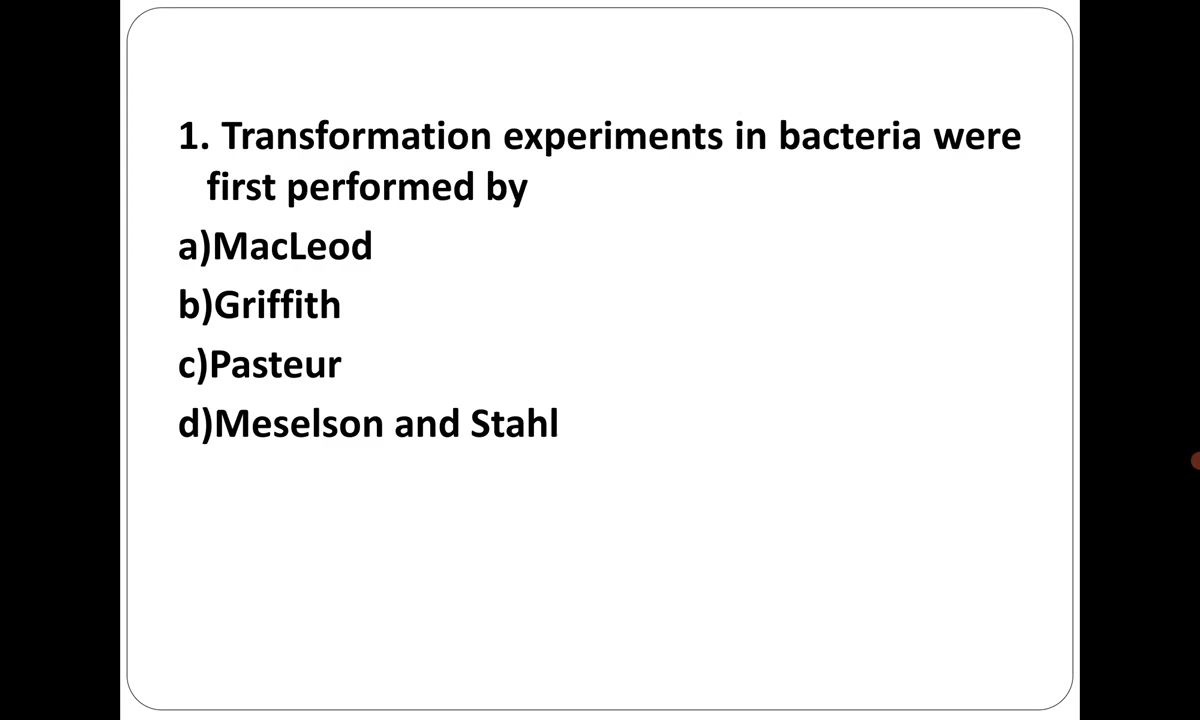 1. Transformation experiments in bacteria were
first performed by
a)MacLeod
b)Griffith
c)Pasteur
d)Meselson and Stahl